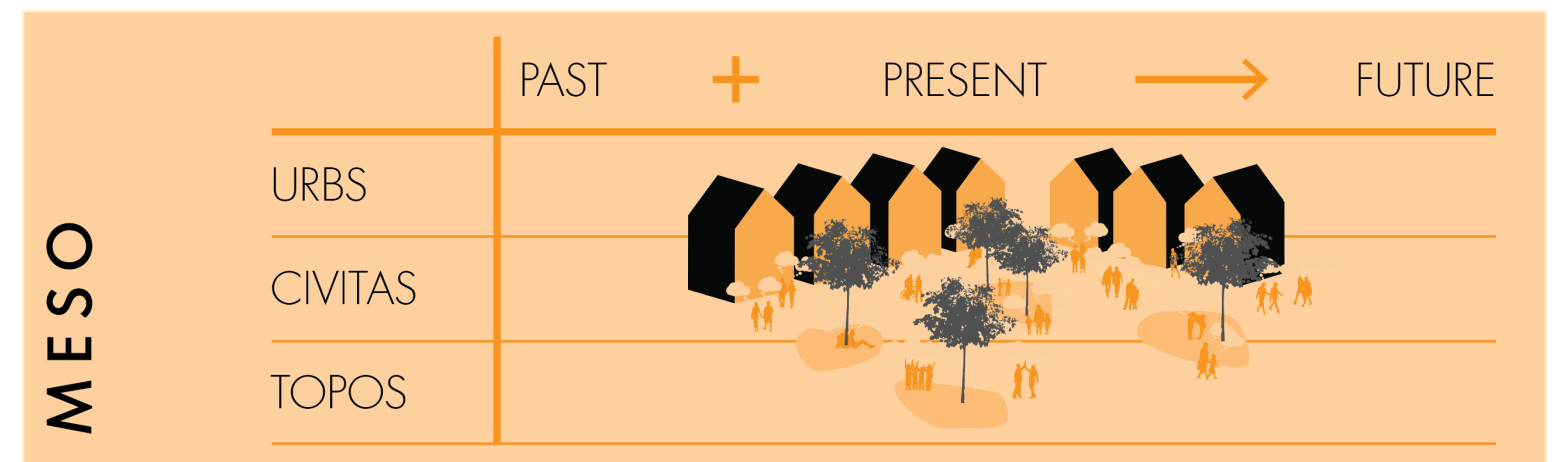 MESO
PAST + PRESENT → FUTURE
URBS
CIVITAS
TOPOS